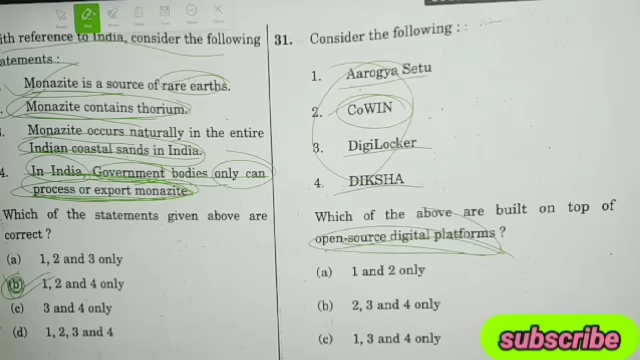 ith reference to India, consider the following
atements :
Monazite is a source of rare earths.
Monazite contains thorium.
Monazite occurs naturally in the entire
Indian coastal sands in India.
4. In India, Government bodies only can
process or export monazite.
Which of the statements given above are
correct ?
(a) 1, 2 and 3 only
(b) 1, 2 and 4 only
(c) 3 and 4 only
(d) 1, 2, 3 and 4
31. Consider the following :
1. Aarogya Setu
2. CoWIN
3. DigiLocker
4. DIKSHA
Which of the above are built on top of
open-source digital platforms ?
(a) 1 and 2 only
(b) 2, 3 and 4 only
(c) 1, 3 and 4 only
subscribe